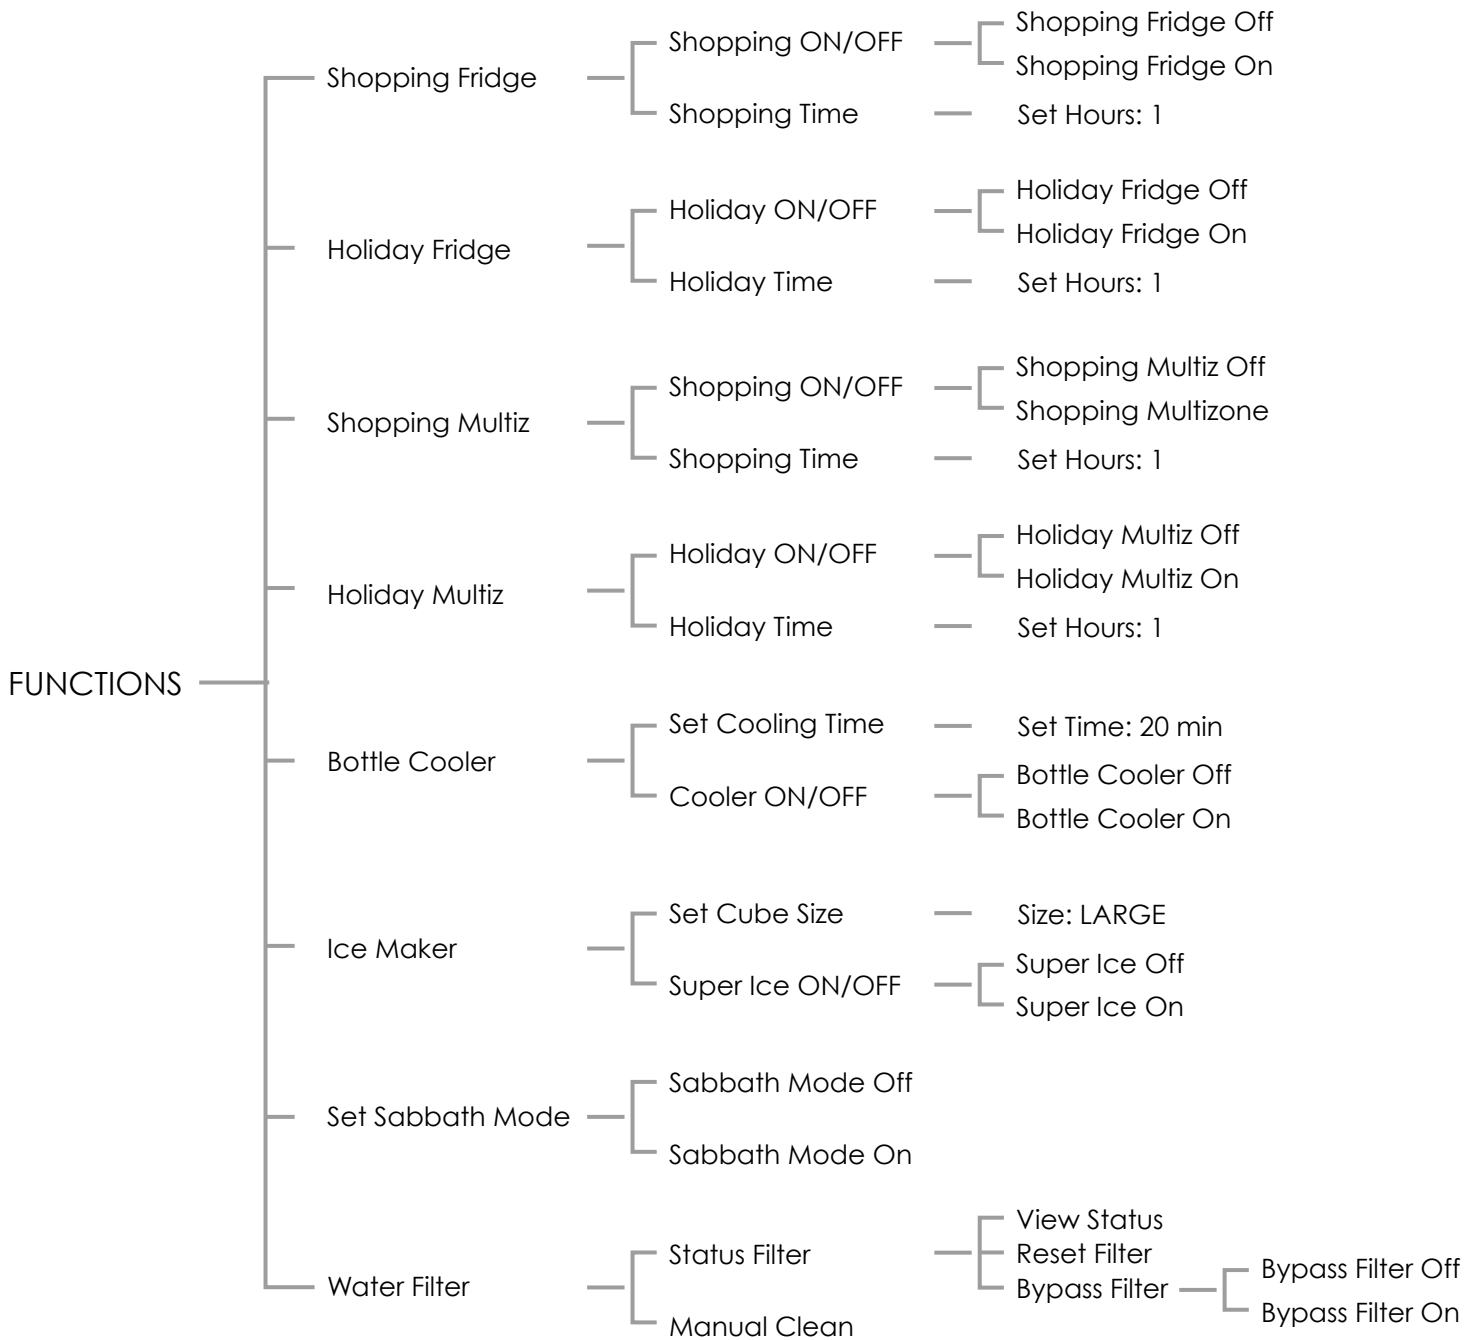 FUNCTIONS
Shopping Fridge
Shopping ON/OFF
Shopping Fridge Off
Shopping Fridge On
Shopping Time
Set Hours: 1
Holiday Fridge
Holiday ON/OFF
Holiday Fridge Off
Holiday Fridge On
Holiday Time
Set Hours: 1
Shopping Multiz
Shopping ON/OFF
Shopping Multiz Off
Shopping Multizone
Shopping Time
Set Hours: 1
Holiday Multiz
Holiday ON/OFF
Holiday Multiz Off
Holiday Multiz On
Holiday Time
Set Hours: 1
Bottle Cooler
Set Cooling Time
Set Time: 20 min
Cooler ON/OFF
Bottle Cooler Off
Bottle Cooler On
Ice Maker
Set Cube Size
Size: LARGE
Super Ice ON/OFF
Super Ice Off
Super Ice On
Set Sabbath Mode
Sabbath Mode Off
Sabbath Mode On
Water Filter
Status Filter
View Status
Reset Filter
Bypass Filter
Bypass Filter Off
Bypass Filter On
Manual Clean